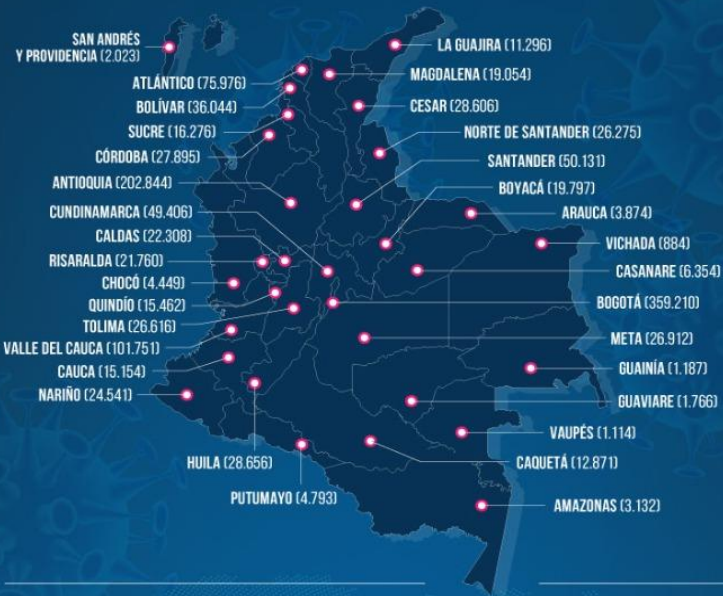 SAN ANDRÉS
Y PROVIDENCIA (2.023)
ATLÁNTICO (75.976)
BOLÍVAR (36.044)
SUCRE (16.276)
CÓRDOBA (27.895)
ANTIOQUIA (202.844)
CUNDINAMARCA (49.406)
CALDAS (22.308)
RISARALDA (21.760)
CHOCÓ (4.449)
QUINDÍO (15.462)
TOLIMA (26.616)
VALLE DEL CAUCA (101.751)
CAUCA (15.154)
NARIÑO (24.541)
HUILA (28.656)
PUTUMAYO (4.793)
LA GUAJIRA (11.296)
MAGDALENA (19.054)
CESAR (28.606)
NORTE DE SANTANDER (26.275)
SANTANDER (50.131)
BOYACÁ (19.797)
ARAUCA (3.874)
VICHADA (884)
CASANARE (6.354)
BOGOTÁ (359.210)
META (26.912)
GUAINÍA (1.187)
GUAVIARE (1.766)
VAUPÉS (1.114)
CAQUETÁ (12.871)
AMAZONAS (3.132)